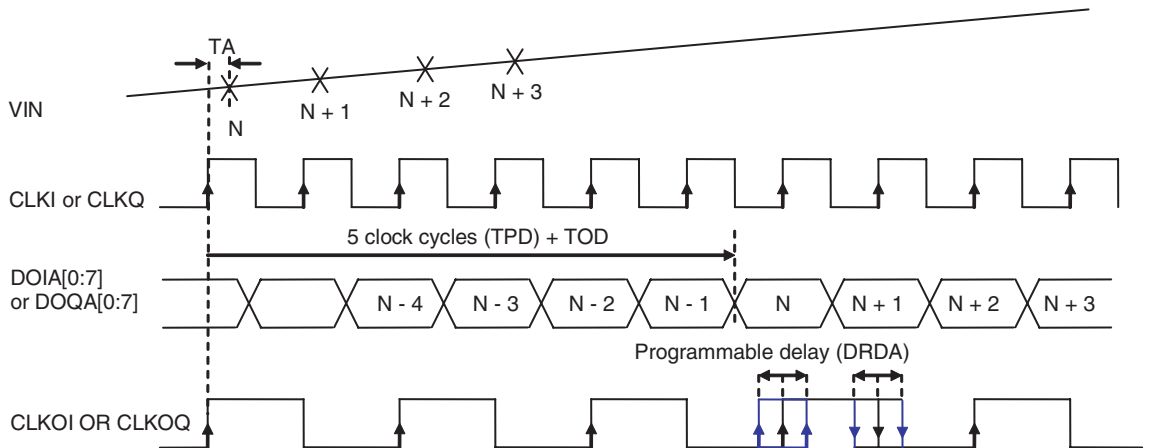 TA
VIN
N
N + 1
N + 2
N + 3
CLKI or CLKQ
5 clock cycles (TPD) + TOD
DOIA[0:7]
or DOQA[0:7]
N - 4
N - 3
N - 2
N - 1
N
N + 1
N + 2
N + 3
Programmable delay (DRDA)
CLKOI OR CLKOQ